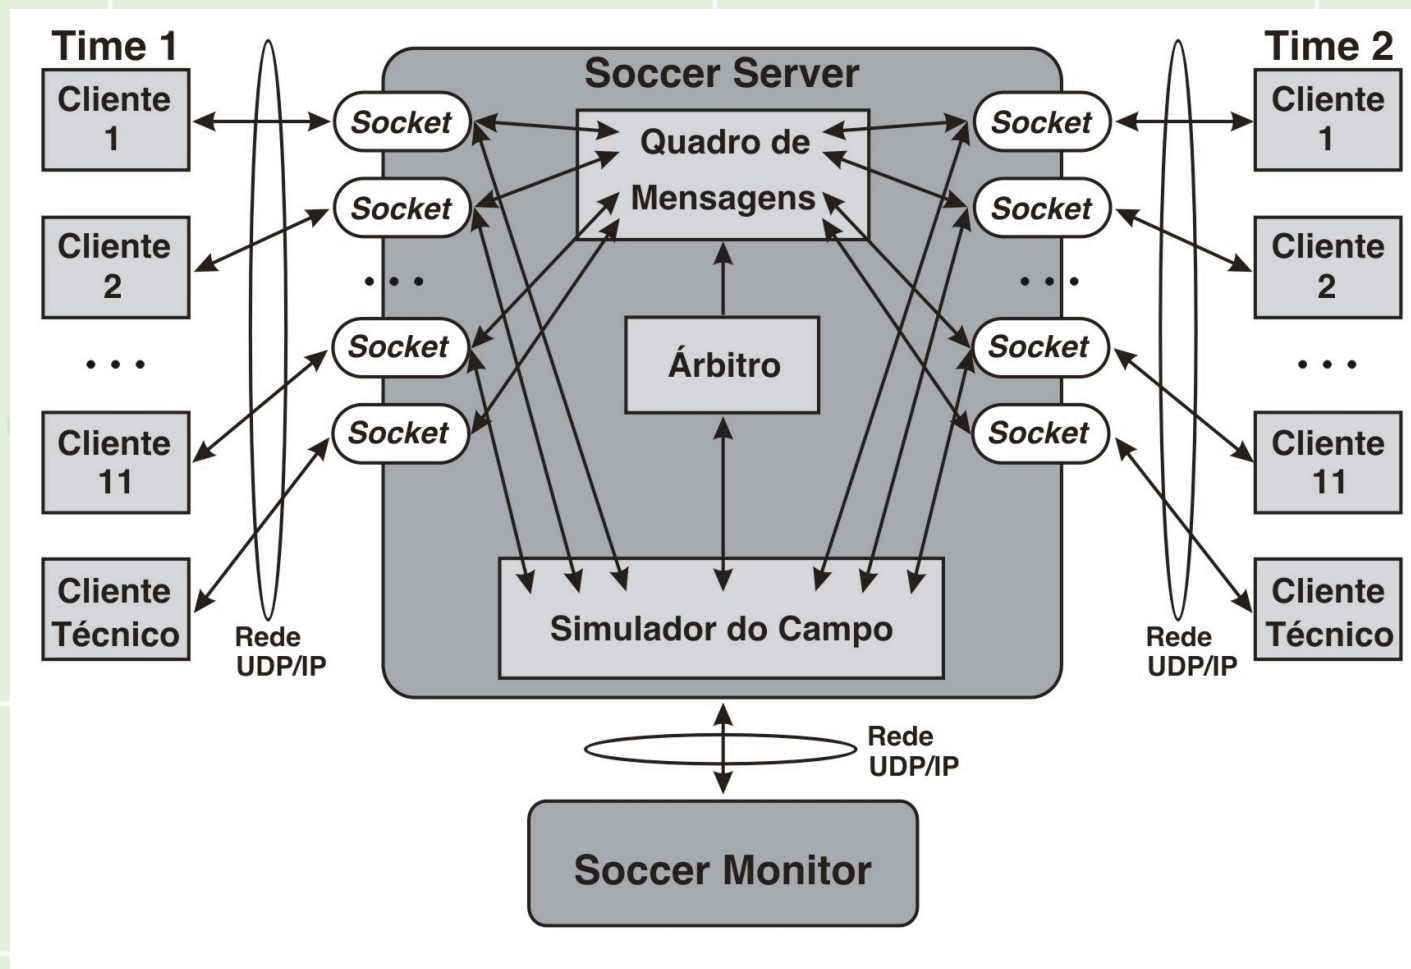 Time 1
Cliente
1
Cliente
2
. . .
Cliente
11
Cliente
Técnico
Rede
UDP/IP
Soccer Server
Socket
Socket
. . .
Socket
Socket
Quadro de
Mensagens
Árbitro
Simulador do Campo
Socket
Socket
. . .
Socket
Socket
Time 2
Cliente
1
Cliente
2
. . .
Cliente
11
Cliente
Técnico
Rede
UDP/IP
Rede
UDP/IP
Soccer Monitor